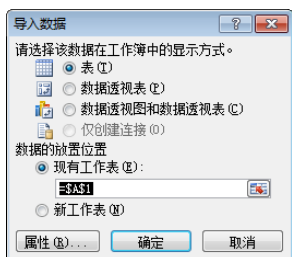 导入数据
请选择该数据在工作簿中的显示方式。
表(T)
数据透视表(P)
数据透视图和数据透视表(C)
仅创建连接(O)
数据的放置位置
现有工作表(E):
=$A$1
新工作表(N)
属性(R)... 确定 取消